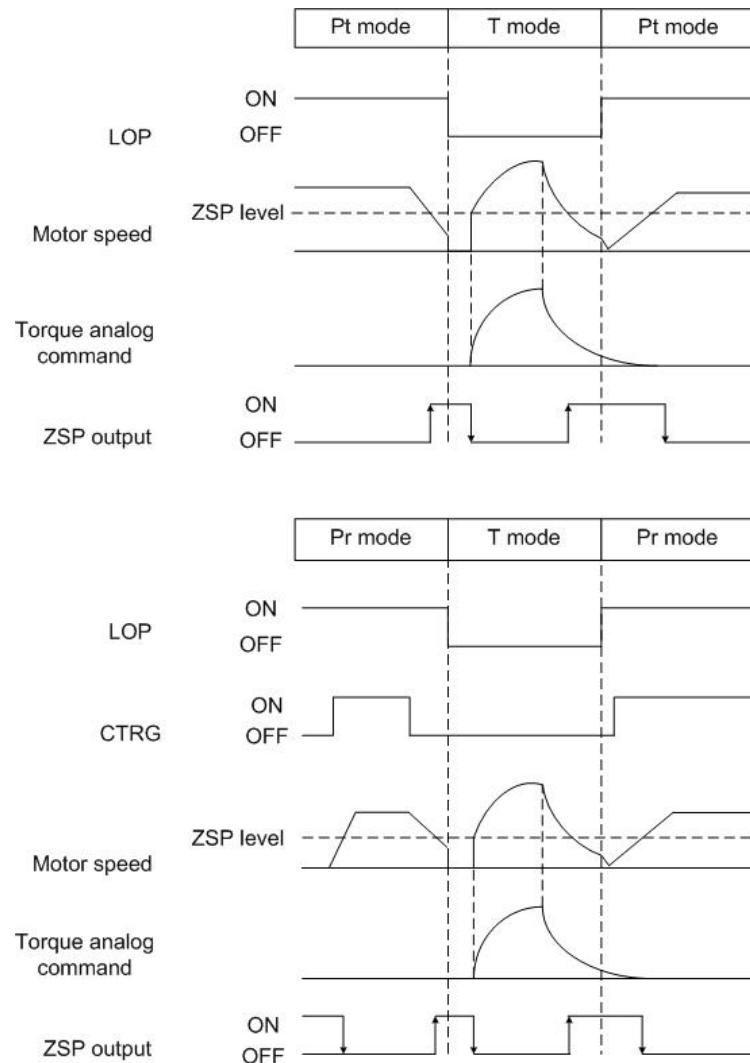 Pt mode T mode Pt mode
ON
LOP OFF
ZSP level
Motor speed
Torque analog
command
ON
ZSP output OFF
Pr mode T mode Pr mode
ON
LOP OFF
ON
CTRG OFF
ZSP level
Motor speed
Torque analog
command
ON
ZSP output OFF